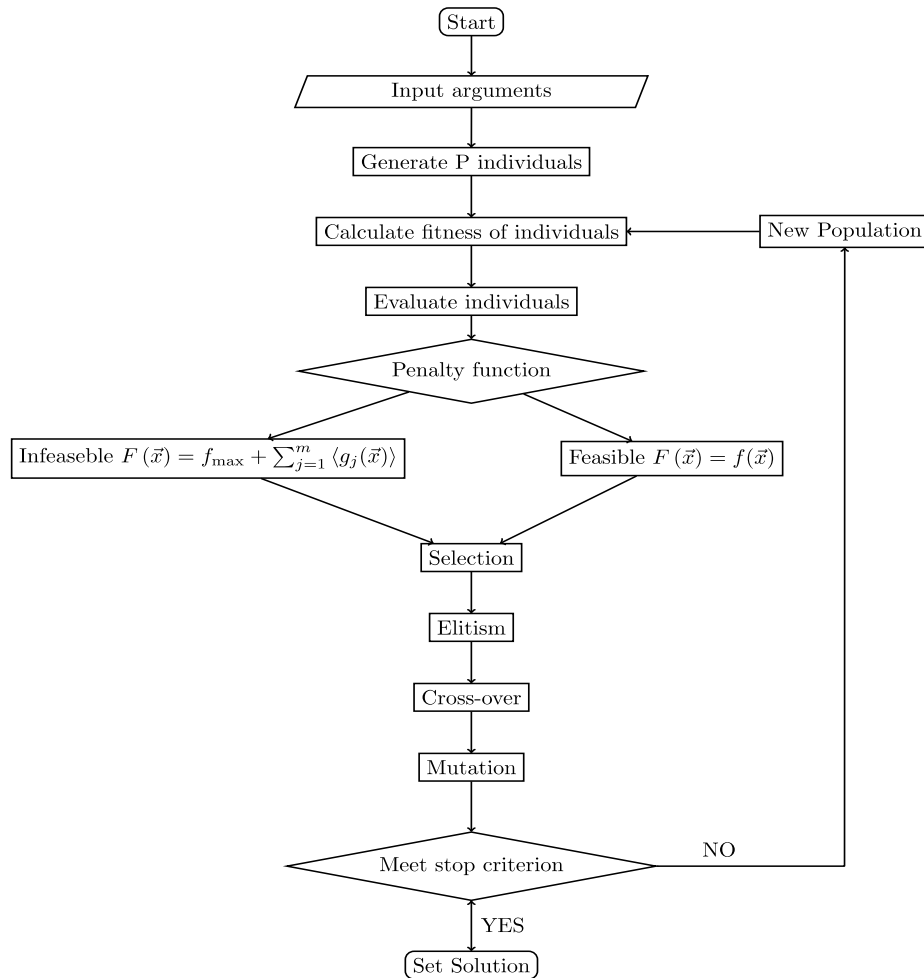 Start
Input arguments
Generate P individuals
Calculate fitness of individuals
New Population
Evaluate individuals
Penalty function
Infeaseble F (x⃗) = f_max + ∑_{j=1}^{m} ⟨g_j(x⃗)⟩
Feasible F (x⃗) = f(x⃗)
Selection
Elitism
Cross-over
Mutation
Meet stop criterion
NO
YES
Set Solution